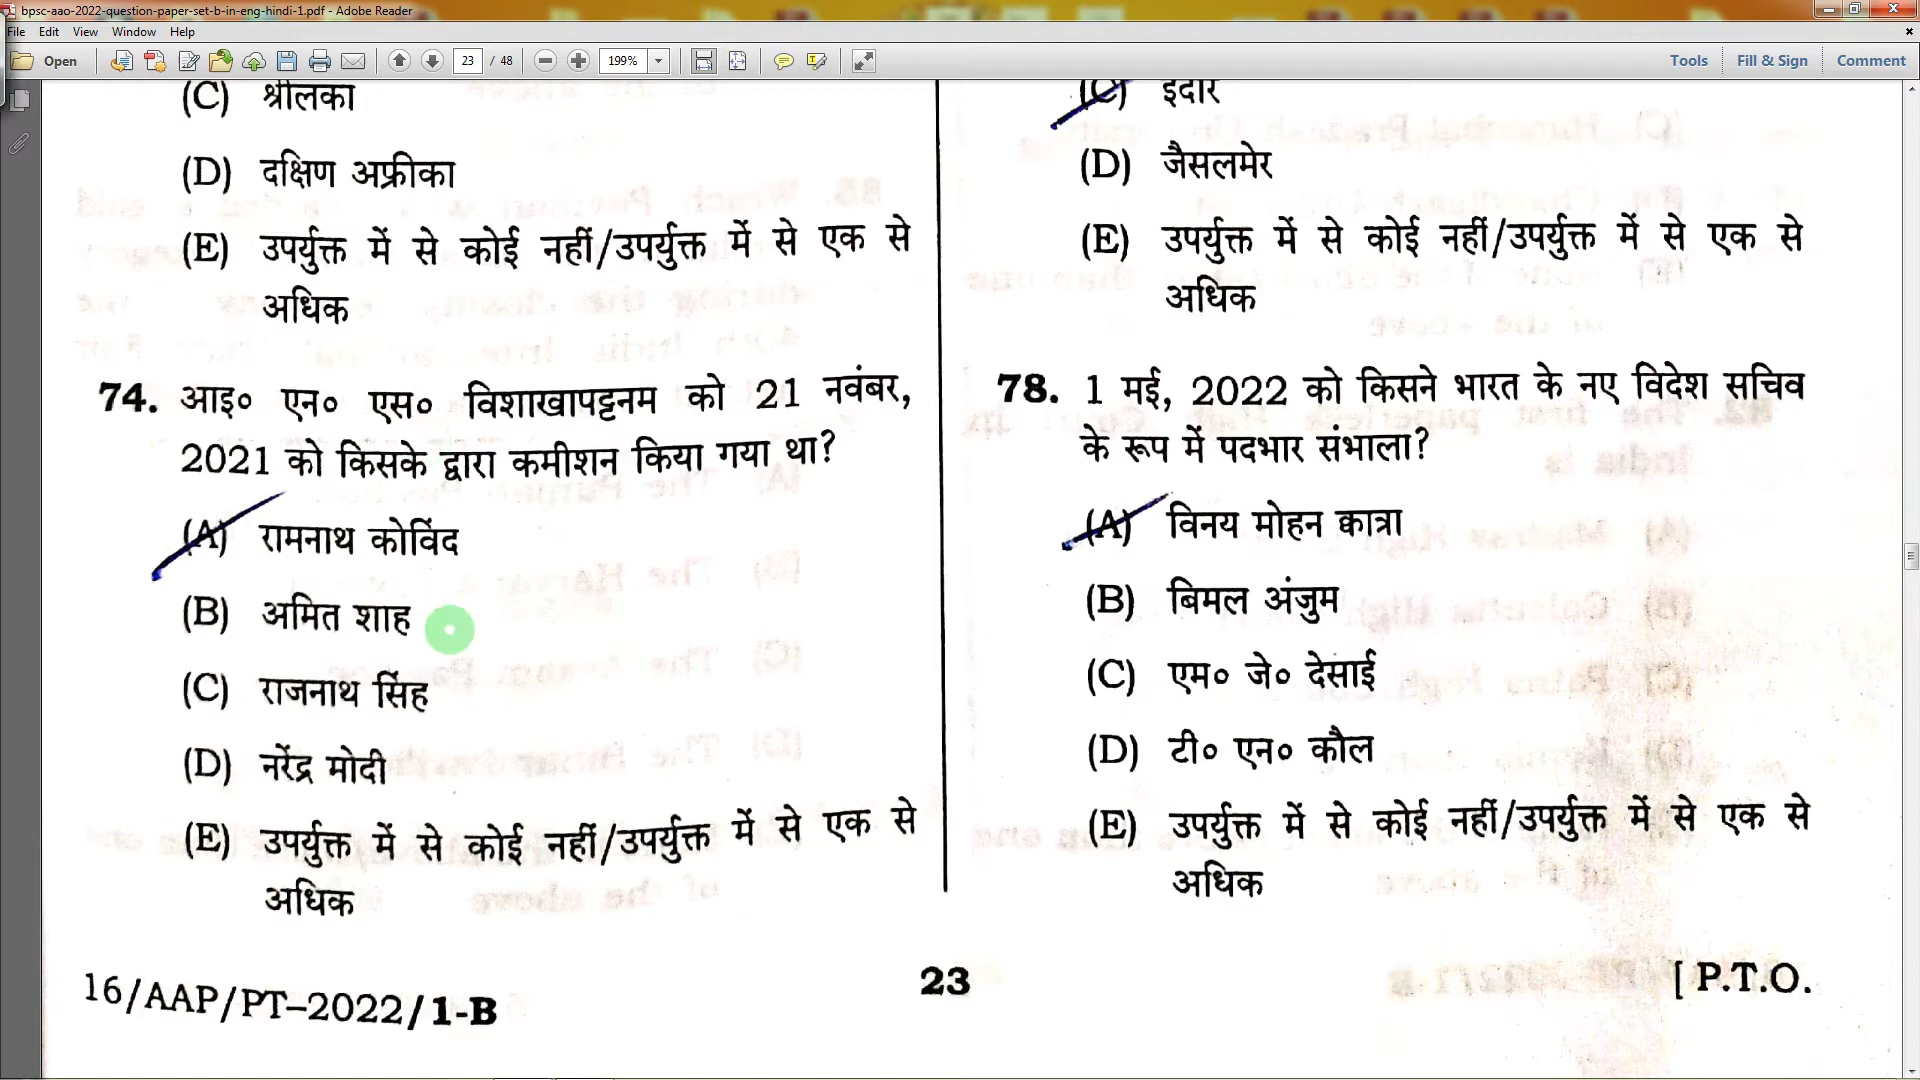 bpsc-aao-2022-question-paper-set-b-in-eng-hindi-1.pdf - Adobe Reader
File Edit View Window Help
Open 23 / 48 199% Tools Fill & Sign Comment
(C) श्रीलंका
(D) दक्षिण अफ्रीका
(E) उपर्युक्त में से कोई नहीं/उपर्युक्त में से एक से
अधिक
74. आइ० एन० एस० विशाखापट्टनम को 21 नवंबर,
2021 को किसके द्वारा कमीशन किया गया था?
(A) रामनाथ कोविंद
(B) अमित शाह
(C) राजनाथ सिंह
(D) नरेंद्र मोदी
(E) उपर्युक्त में से कोई नहीं/उपर्युक्त में से एक से
अधिक
(C) इंदौर
(D) जैसलमेर
(E) उपर्युक्त में से कोई नहीं/उपर्युक्त में से एक से
अधिक
78. 1 मई, 2022 को किसने भारत के नए विदेश सचिव
के रूप में पदभार संभाला?
(A) विनय मोहन क्वात्रा
(B) बिमल अंजुम
(C) एम० जे० देसाई
(D) टी० एन० कौल
(E) उपर्युक्त में से कोई नहीं/उपर्युक्त में से एक से
अधिक
16/AAP/PT–2022/1-B
23
[ P.T.O.